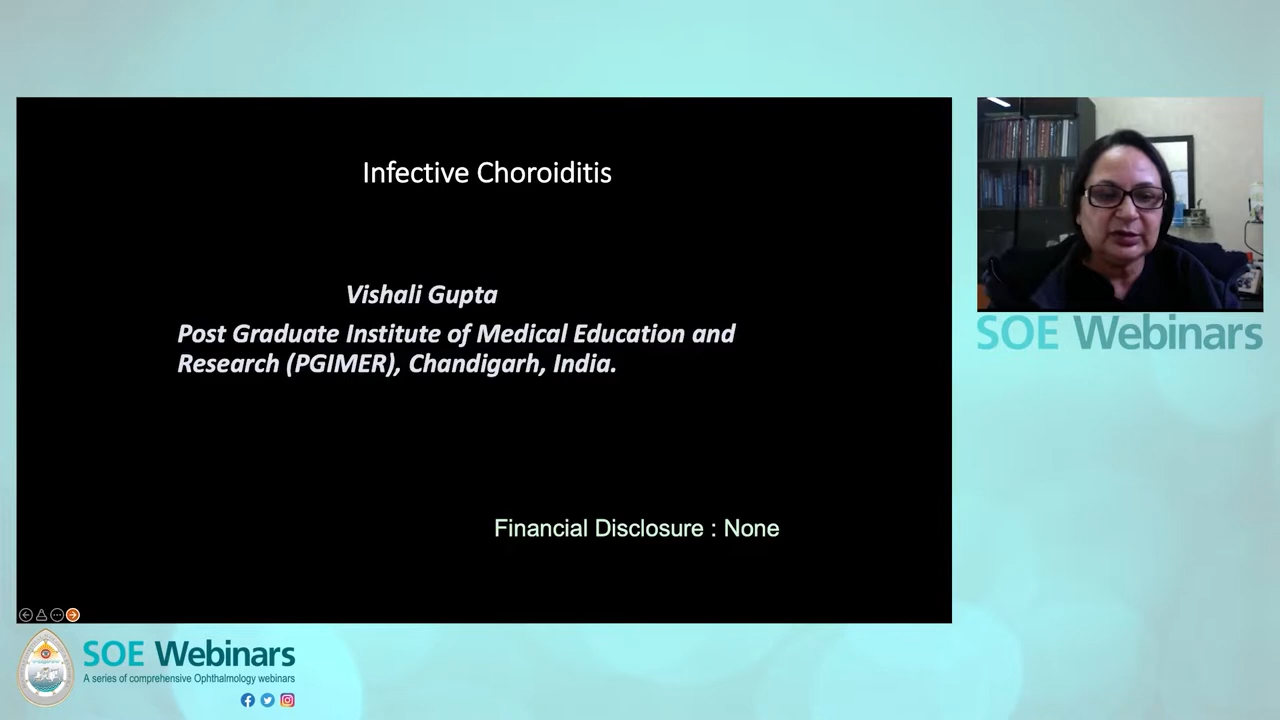 Infective Choroiditis
Vishali Gupta
Post Graduate Institute of Medical Education and
Research (PGIMER), Chandigarh, India.
Financial Disclosure : None
SOE Webinars
SOE Webinars
A series of comprehensive Ophthalmology webinars